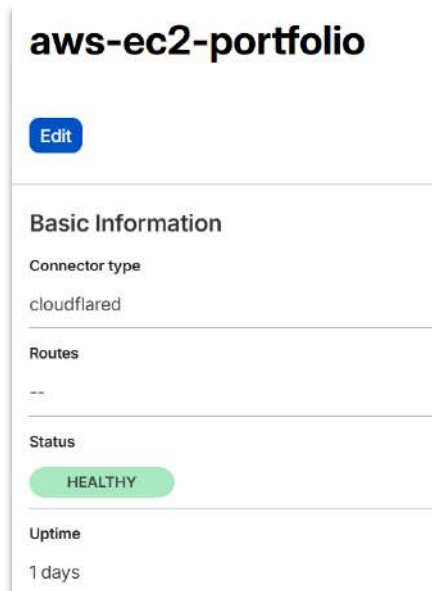 aws-ec2-portfolio
Edit
Basic Information
Connector type
cloudflared
Routes
--
Status
HEALTHY
Uptime
1 days